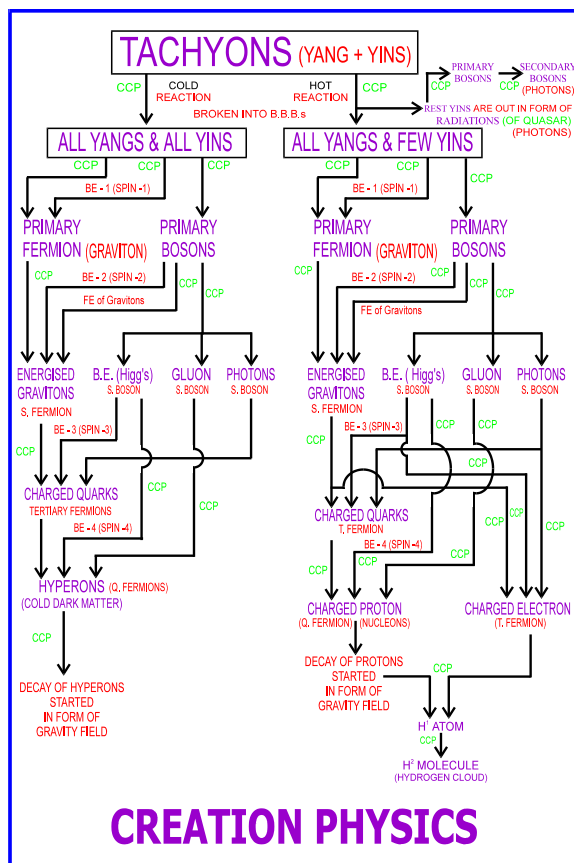 TACHYONS (YANG + YINS)
PRIMARY BOSONS
CCP
SECONDARY BOSONS (PHOTONS)
CCP
CCP
COLD REACTION
HOT REACTION
CCP
REST YINS ARE OUT IN FORM OF RADIATIONS (OF QUASAR) (PHOTONS)
BROKEN INTO B.B.B.s
ALL YANGS & ALL YINS
ALL YANGS & FEW YINS
CCP
CCP
CCP
CCP
CCP
CCP
BE - 1 (SPIN -1)
BE - 1 (SPIN -1)
PRIMARY FERMION (GRAVITON)
PRIMARY BOSONS
PRIMARY FERMION (GRAVITON)
PRIMARY BOSONS
CCP
BE - 2 (SPIN -2)
CCP
CCP
BE - 2 (SPIN -2)
CCP
FE of Gravitons
FE of Gravitons
CCP
CCP
ENERGISED GRAVITONS
S. FERMION
B.E. (Higg's)
S. BOSON
GLUON
S. BOSON
PHOTONS
S. BOSON
ENERGISED GRAVITONS
S. FERMION
B.E. ( Higg's)
S. BOSON
GLUON
S. BOSON
PHOTONS
S. BOSON
CCP
BE - 3 (SPIN -3)
CCP
CCP
BE - 3 (SPIN -3)
CCP
CCP
CCP
CHARGED QUARKS
TERTIARY FERMIONS
CCP
CCP
CHARGED QUARKS
T. FERMION
CCP
CCP
CCP
BE - 4 (SPIN -4)
BE - 4 (SPIN -4)
CCP
CCP
HYPERONS (Q. FERMIONS)
(COLD DARK MATTER)
CHARGED PROTON
(Q. FERMION) (NUCLEONS)
CHARGED ELECTRON
(T. FERMION)
CCP
CCP
DECAY OF HYPERONS
STARTED
IN FORM OF
GRAVITY FIELD
DECAY OF PROTONS
STARTED
IN FORM OF
GRAVITY FIELD
CCP
H¹ ATOM
CCP
H² MOLECULE
(HYDROGEN CLOUD)
CREATION PHYSICS